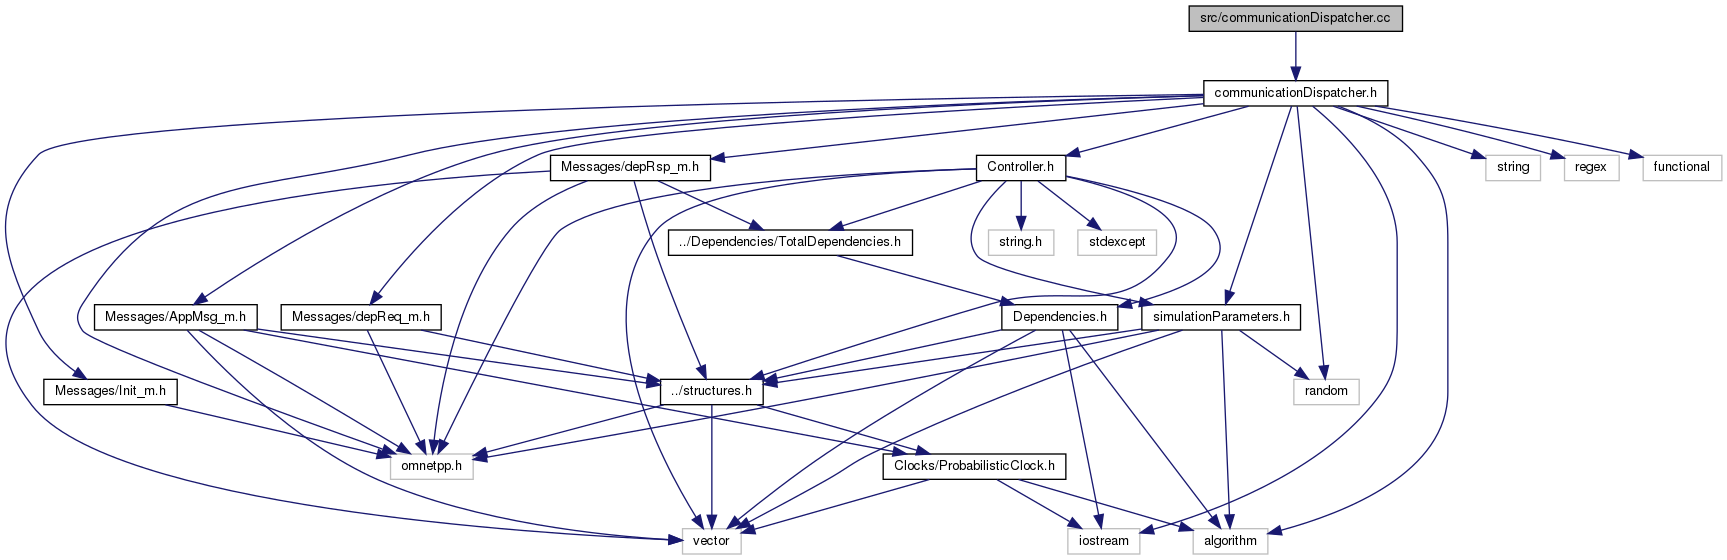 src/communicationDispatcher.cc
communicationDispatcher.h
Messages/depRsp_m.h
Controller.h
string
regex
functional
../Dependencies/TotalDependencies.h
string.h
stdexcept
Messages/AppMsg_m.h
Messages/depReq_m.h
Dependencies.h
simulationParameters.h
Messages/Init_m.h
../structures.h
random
omnetpp.h
Clocks/ProbabilisticClock.h
vector
iostream
algorithm